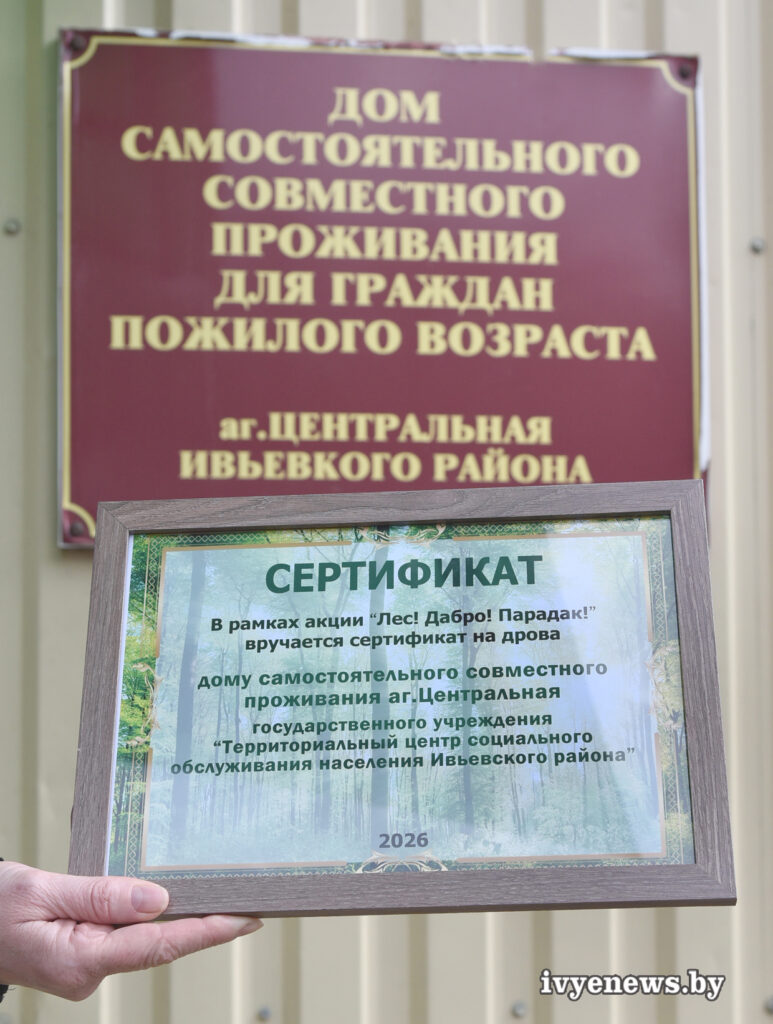 ДОМ
САМОСТОЯТЕЛЬНОГО
СОВМЕСТНОГО
ПРОЖИВАНИЯ
ДЛЯ ГРАЖДАН
ПОЖИЛОГО ВОЗРАСТА
аг.ЦЕНТРАЛЬНАЯ
ИВЬЕВКОГО РАЙОНА
СЕРТИФИКАТ
В рамках акции “Лес! Дабро! Парадак!”
вручается сертификат на дрова
дому самостоятельного совместного
проживания аг.Центральная
государственного учреждения
“Территориальный центр социального
обслуживания населения Ивьевского района”
2026
ivyenews.by